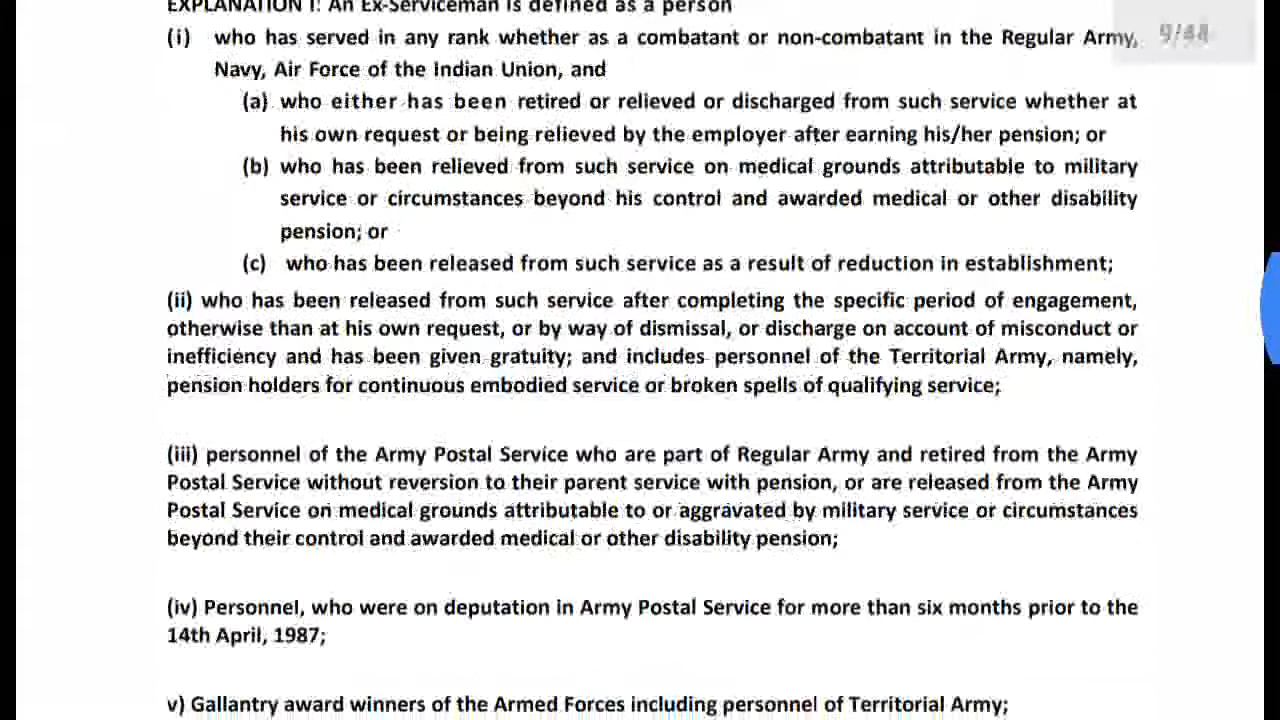 EXPLANATION I: An Ex-Serviceman is defined as a person
9/48
(i) who has served in any rank whether as a combatant or non-combatant in the Regular Army,
Navy, Air Force of the Indian Union, and
(a) who either has been retired or relieved or discharged from such service whether at
his own request or being relieved by the employer after earning his/her pension; or
(b) who has been relieved from such service on medical grounds attributable to military
service or circumstances beyond his control and awarded medical or other disability
pension; or
(c) who has been released from such service as a result of reduction in establishment;
(ii) who has been released from such service after completing the specific period of engagement,
otherwise than at his own request, or by way of dismissal, or discharge on account of misconduct or
inefficiency and has been given gratuity; and includes personnel of the Territorial Army, namely,
pension holders for continuous embodied service or broken spells of qualifying service;
(iii) personnel of the Army Postal Service who are part of Regular Army and retired from the Army
Postal Service without reversion to their parent service with pension, or are released from the Army
Postal Service on medical grounds attributable to or aggravated by military service or circumstances
beyond their control and awarded medical or other disability pension;
(iv) Personnel, who were on deputation in Army Postal Service for more than six months prior to the
14th April, 1987;
v) Gallantry award winners of the Armed Forces including personnel of Territorial Army;